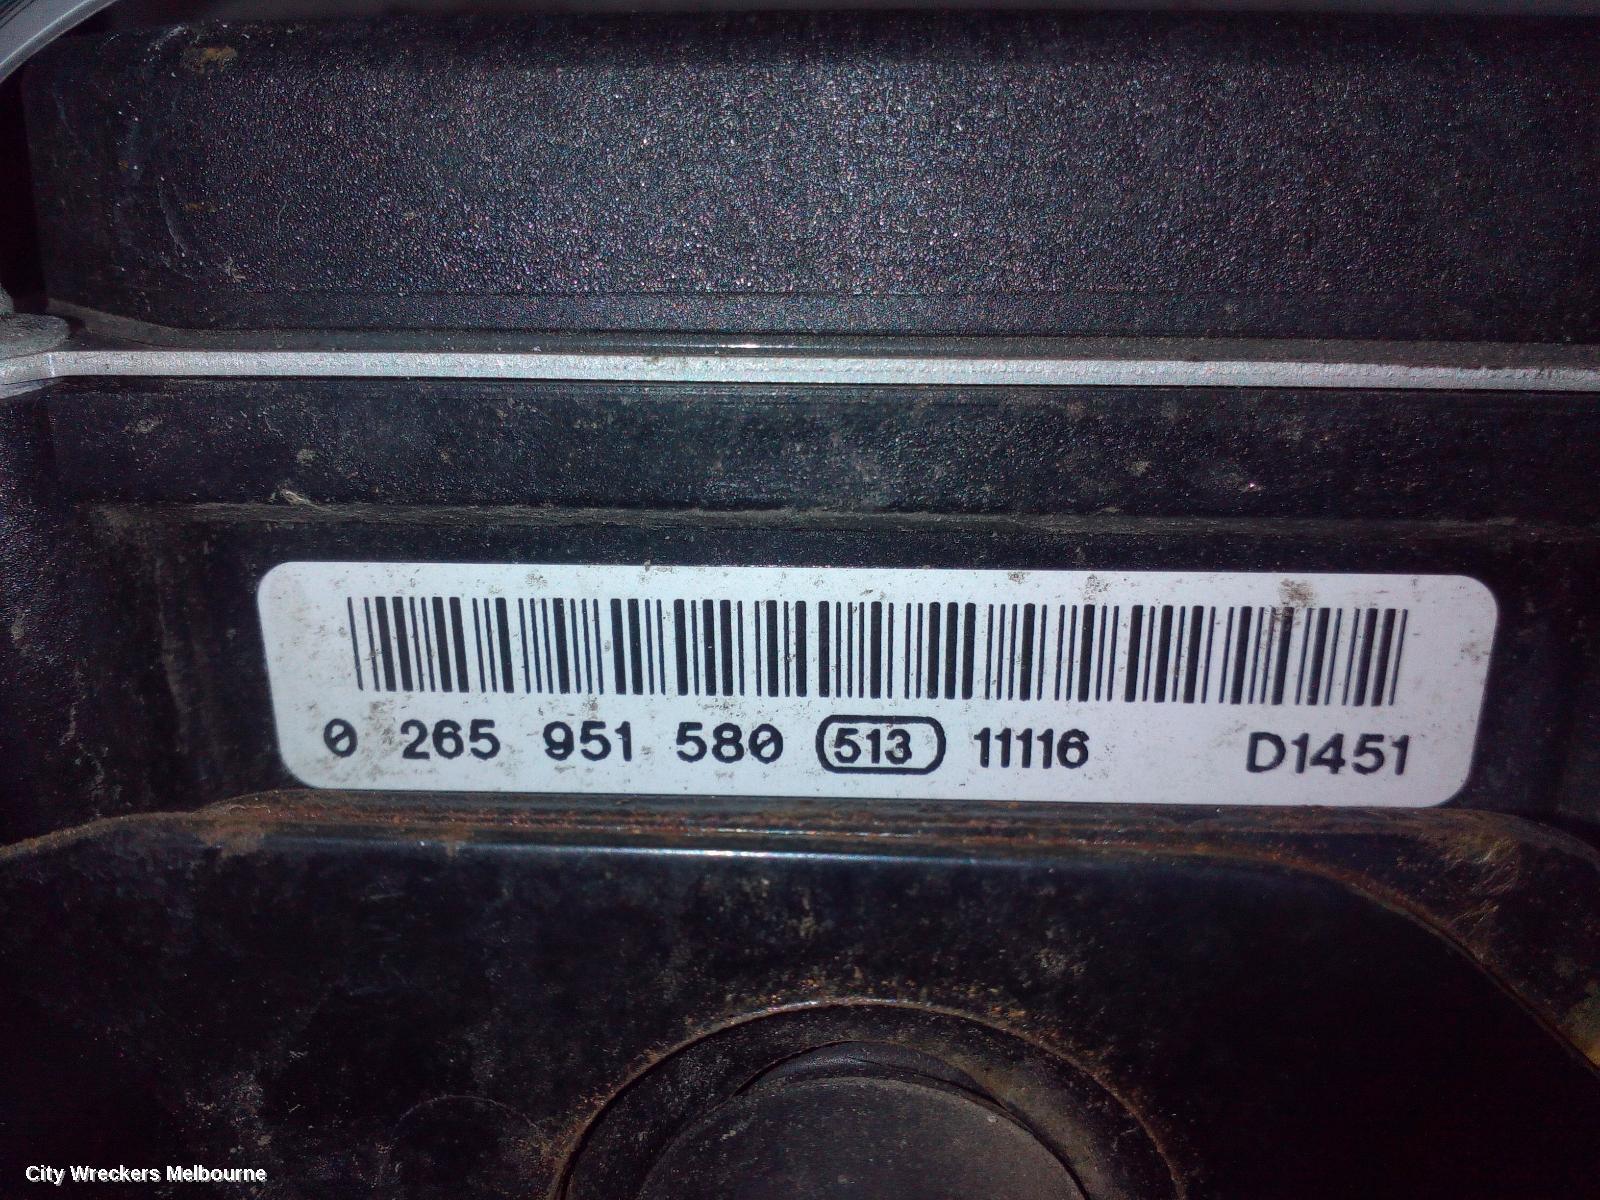 0 265 951 580 513 11116 D1451
City Wreckers Melbourne